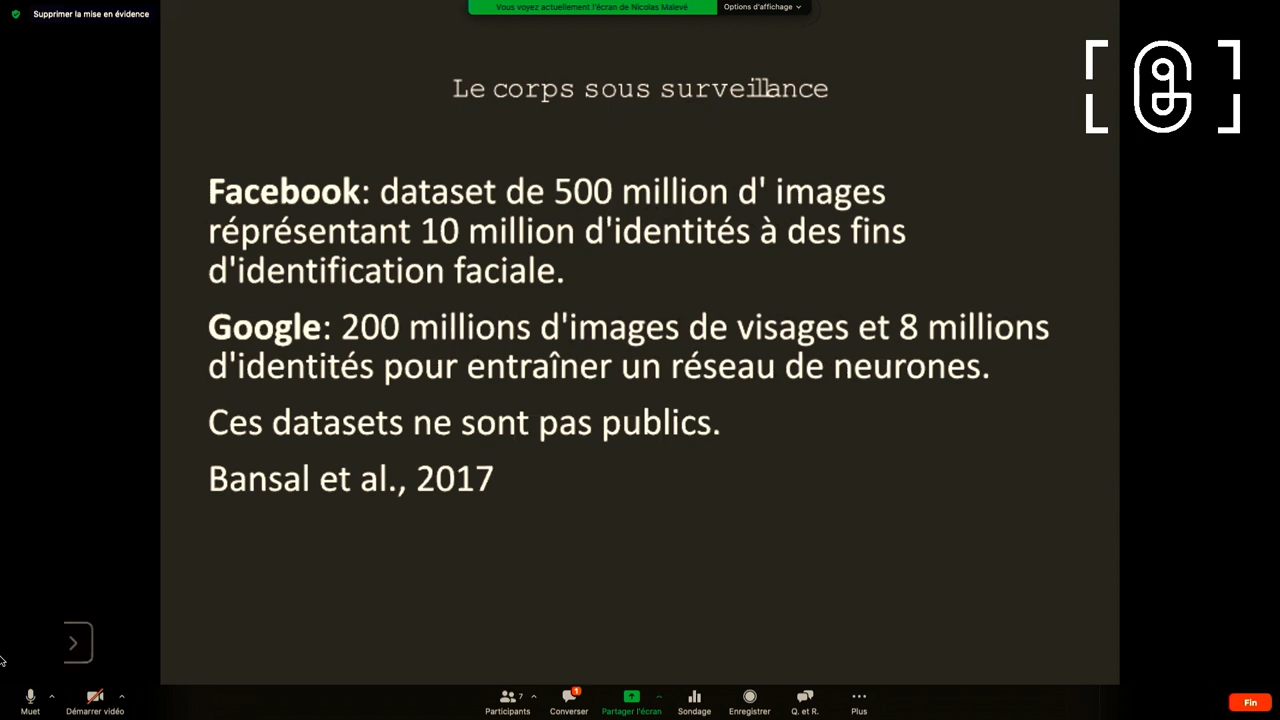 Supprimer la mise en évidence
Vous voyez actuellement l'écran de Nicolas Malevé
Options d'affichage
Le corps sous surveillance
Facebook: dataset de 500 million d' images
réprésentant 10 million d'identités à des fins
d'identification faciale.
Google: 200 millions d'images de visages et 8 millions
d'identités pour entraîner un réseau de neurones.
Ces datasets ne sont pas publics.
Bansal et al., 2017
Muet
Démarrer vidéo
7
Participants
1
Converser
Partager l'écran
Sondage
Enregistrer
Q. et R.
Plus
Fin